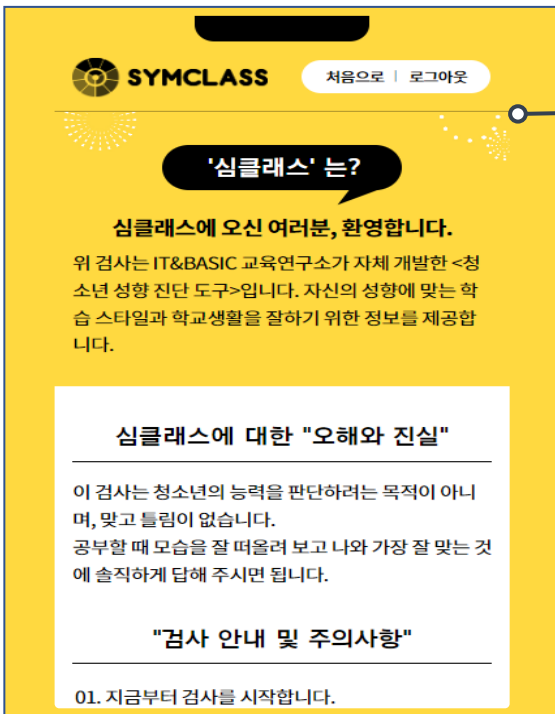 SYMCLASS
처음으로 | 로그아웃
'심클래스' 는?
심클래스에 오신 여러분, 환영합니다.
위 검사는 IT&BASIC 교육연구소가 자체 개발한 <청
소년 성향 진단 도구>입니다. 자신의 성향에 맞는 학
습 스타일과 학교생활을 잘하기 위한 정보를 제공합
니다.
심클래스에 대한 "오해와 진실"
이 검사는 청소년의 능력을 판단하려는 목적이 아니
며, 맞고 틀림이 없습니다.
공부할 때 모습을 잘 떠올려 보고 나와 가장 잘 맞는 것
에 솔직하게 답해 주시면 됩니다.
"검사 안내 및 주의사항"
01. 지금부터 검사를 시작합니다.